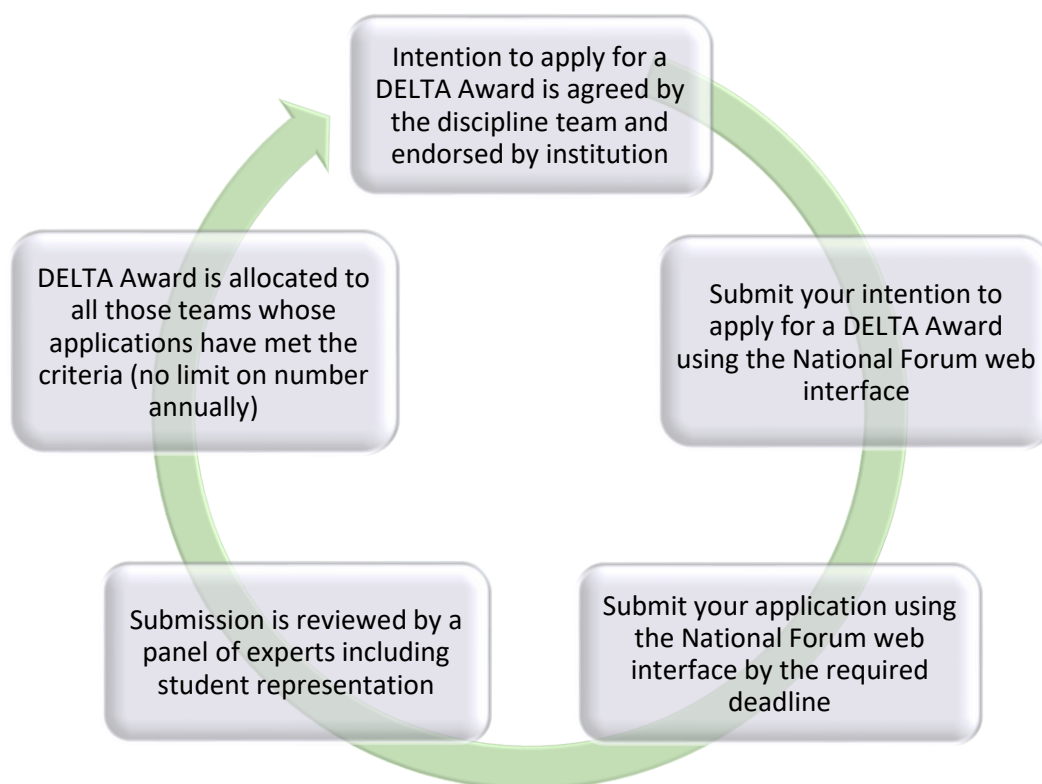 Intention to apply for a
DELTA Award is agreed by
the discipline team and
endorsed by institution
Submit your intention to
apply for a DELTA Award
using the National Forum web
interface
Submit your application using
the National Forum web
interface by the required
deadline
Submission is reviewed by a
panel of experts including
student representation
DELTA Award is allocated to
all those teams whose
applications have met the
criteria (no limit on number
annually)